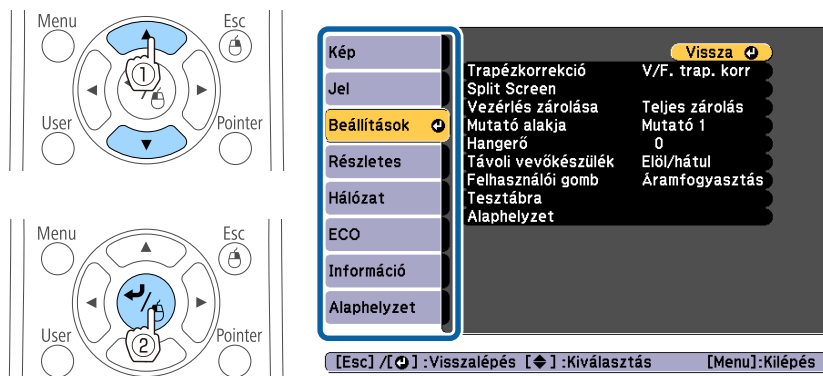 Menu
Esc
1
User
Pointer
Menu
Esc
User
Pointer
2
Kép
Jel
Beállítások
Részletes
Hálózat
ECO
Információ
Alaphelyzet
Vissza
Trapézkorrekció V/F. trap. korr
Split Screen
Vezérlés zárolása Teljes zárolás
Mutató alakja Mutató 1
Hangerő 0
Távoli vevőkészülék Elöl/hátul
Felhasználói gomb Áramfogyasztás
Tesztábra
Alaphelyzet
[Esc] /[ ] :Visszalépés [ ] :Kiválasztás [Menu]:Kilépés